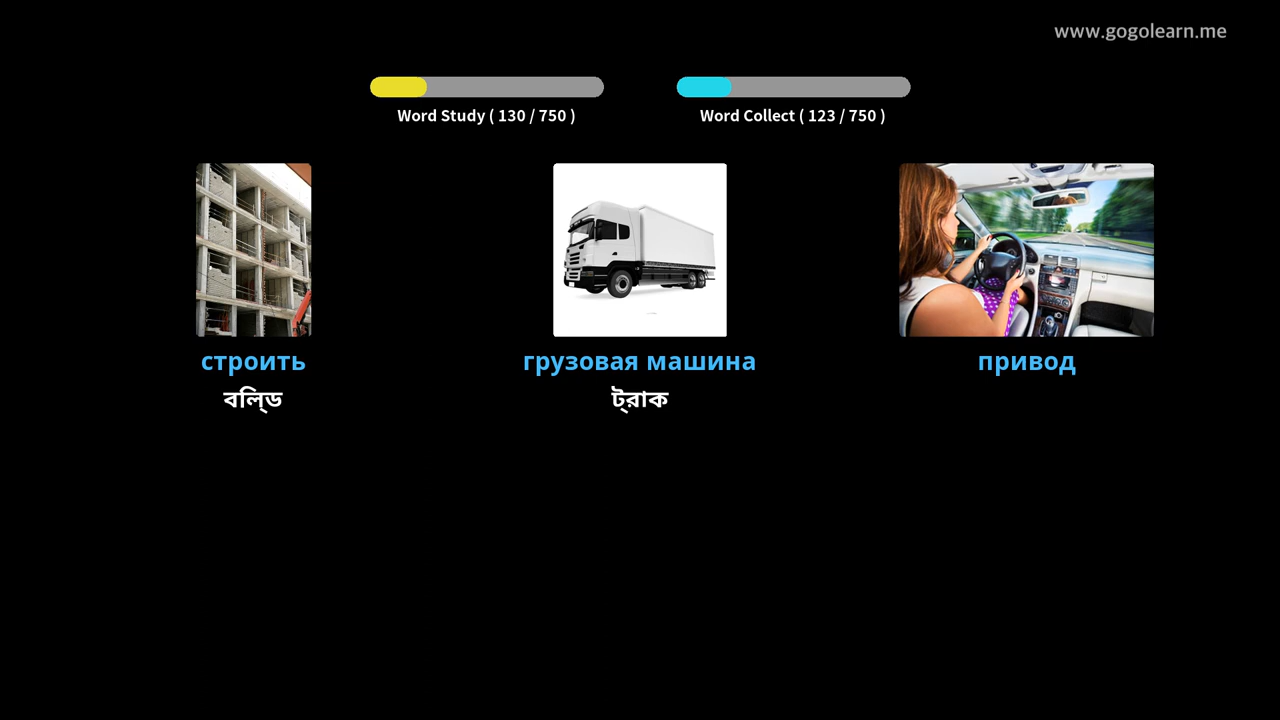 www.gogolearn.me
Word Study ( 130 / 750 )
Word Collect ( 123 / 750 )
строить
грузовая машина
привод
বিল্ড
ট্রাক